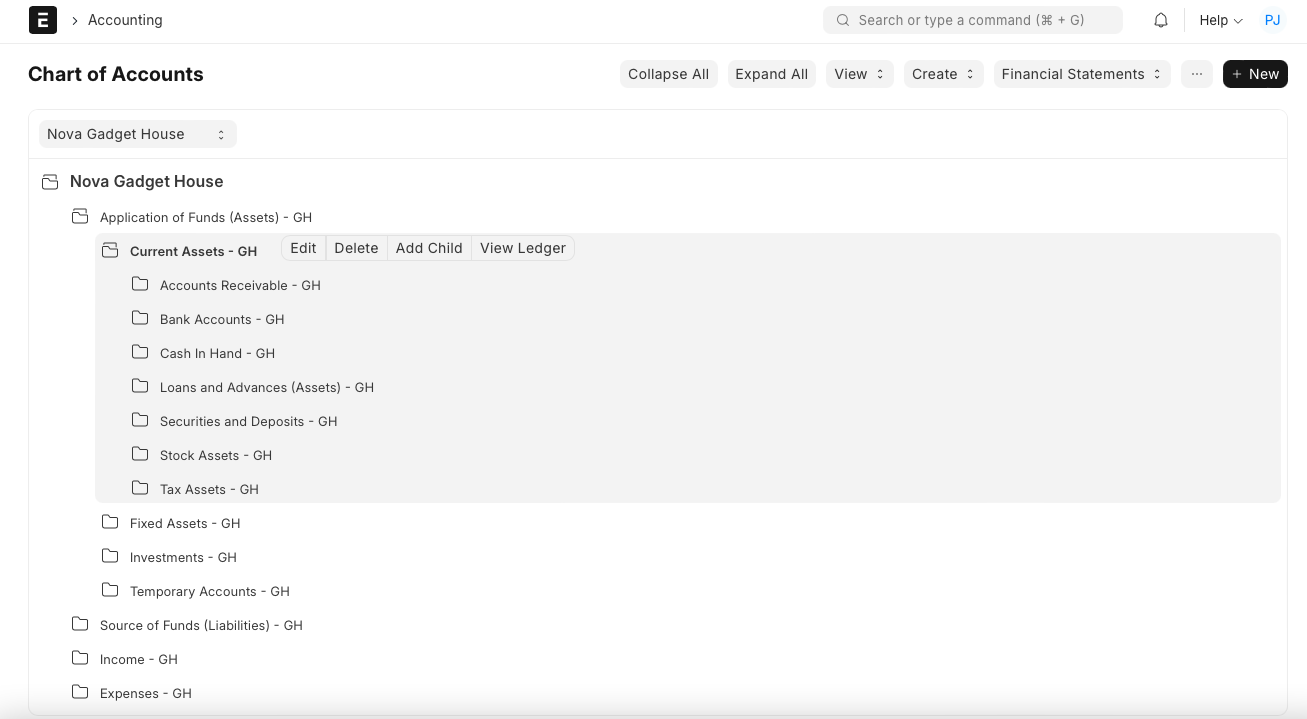 E > Accounting Search or type a command (⌘ + G) Help PJ
Chart of Accounts Collapse All Expand All View Create Financial Statements ··· + New
Nova Gadget House
Nova Gadget House
Application of Funds (Assets) - GH
Current Assets - GH Edit Delete Add Child View Ledger
Accounts Receivable - GH
Bank Accounts - GH
Cash In Hand - GH
Loans and Advances (Assets) - GH
Securities and Deposits - GH
Stock Assets - GH
Tax Assets - GH
Fixed Assets - GH
Investments - GH
Temporary Accounts - GH
Source of Funds (Liabilities) - GH
Income - GH
Expenses - GH